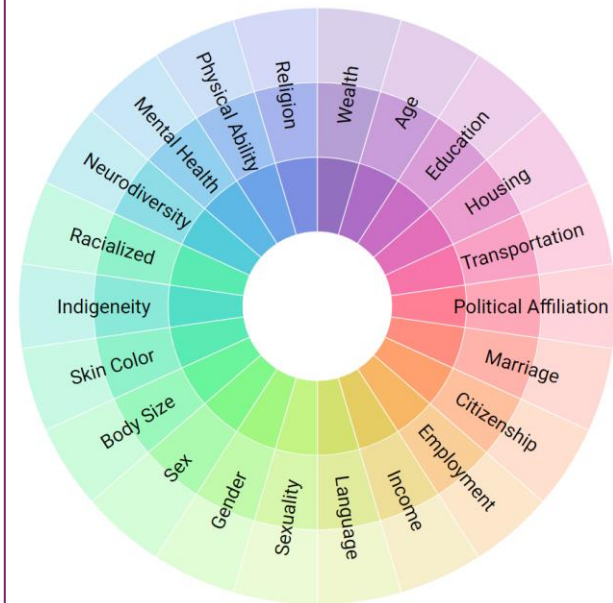 Wealth
Age
Education
Housing
Transportation
Political Affiliation
Marriage
Citizenship
Employment
Income
Language
Sexuality
Gender
Sex
Body Size
Skin Color
Indigeneity
Racialized
Neurodiversity
Mental Health
Physical Ability
Religion